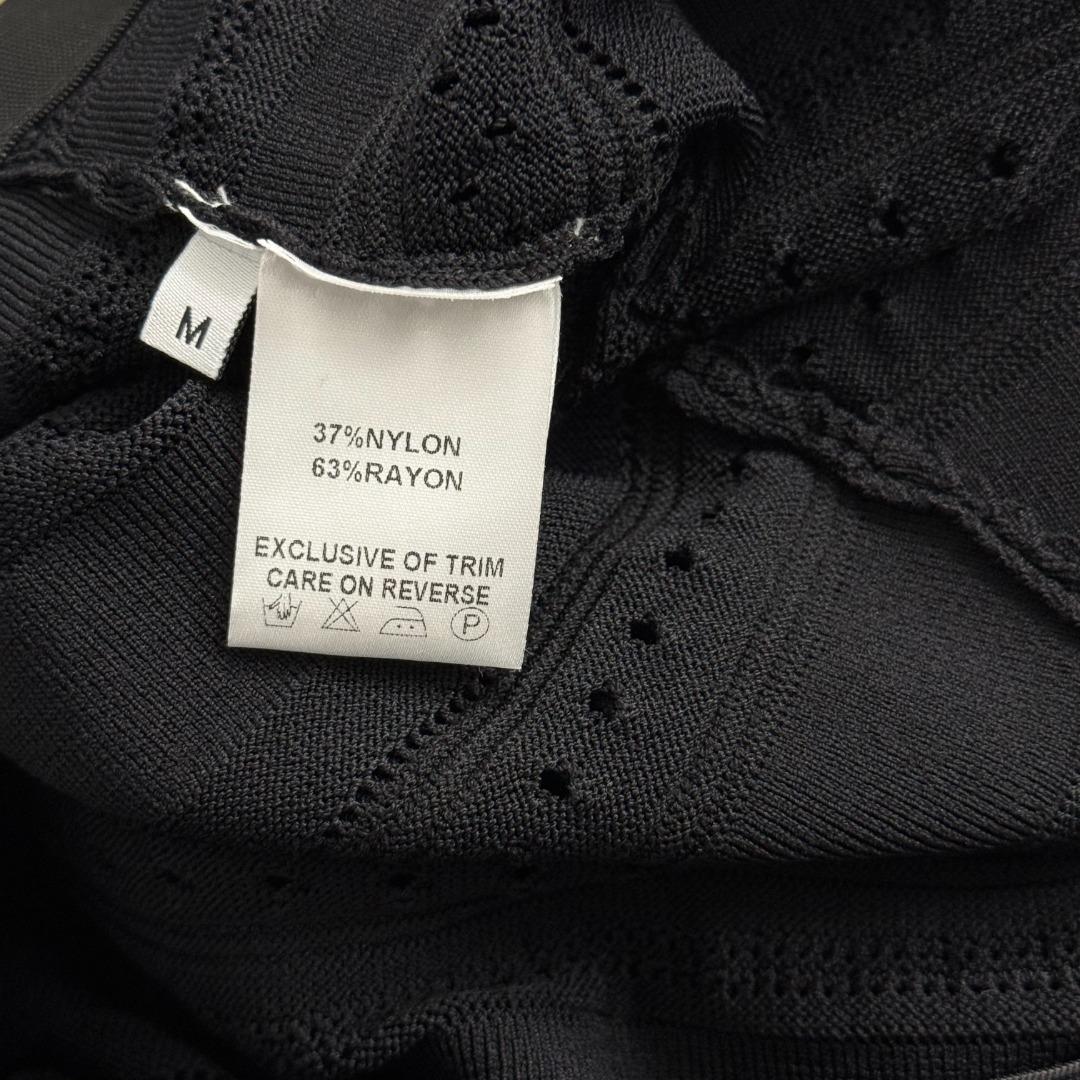 M
37%NYLON
63%RAYON
EXCLUSIVE OF TRIM
CARE ON REVERSE
P